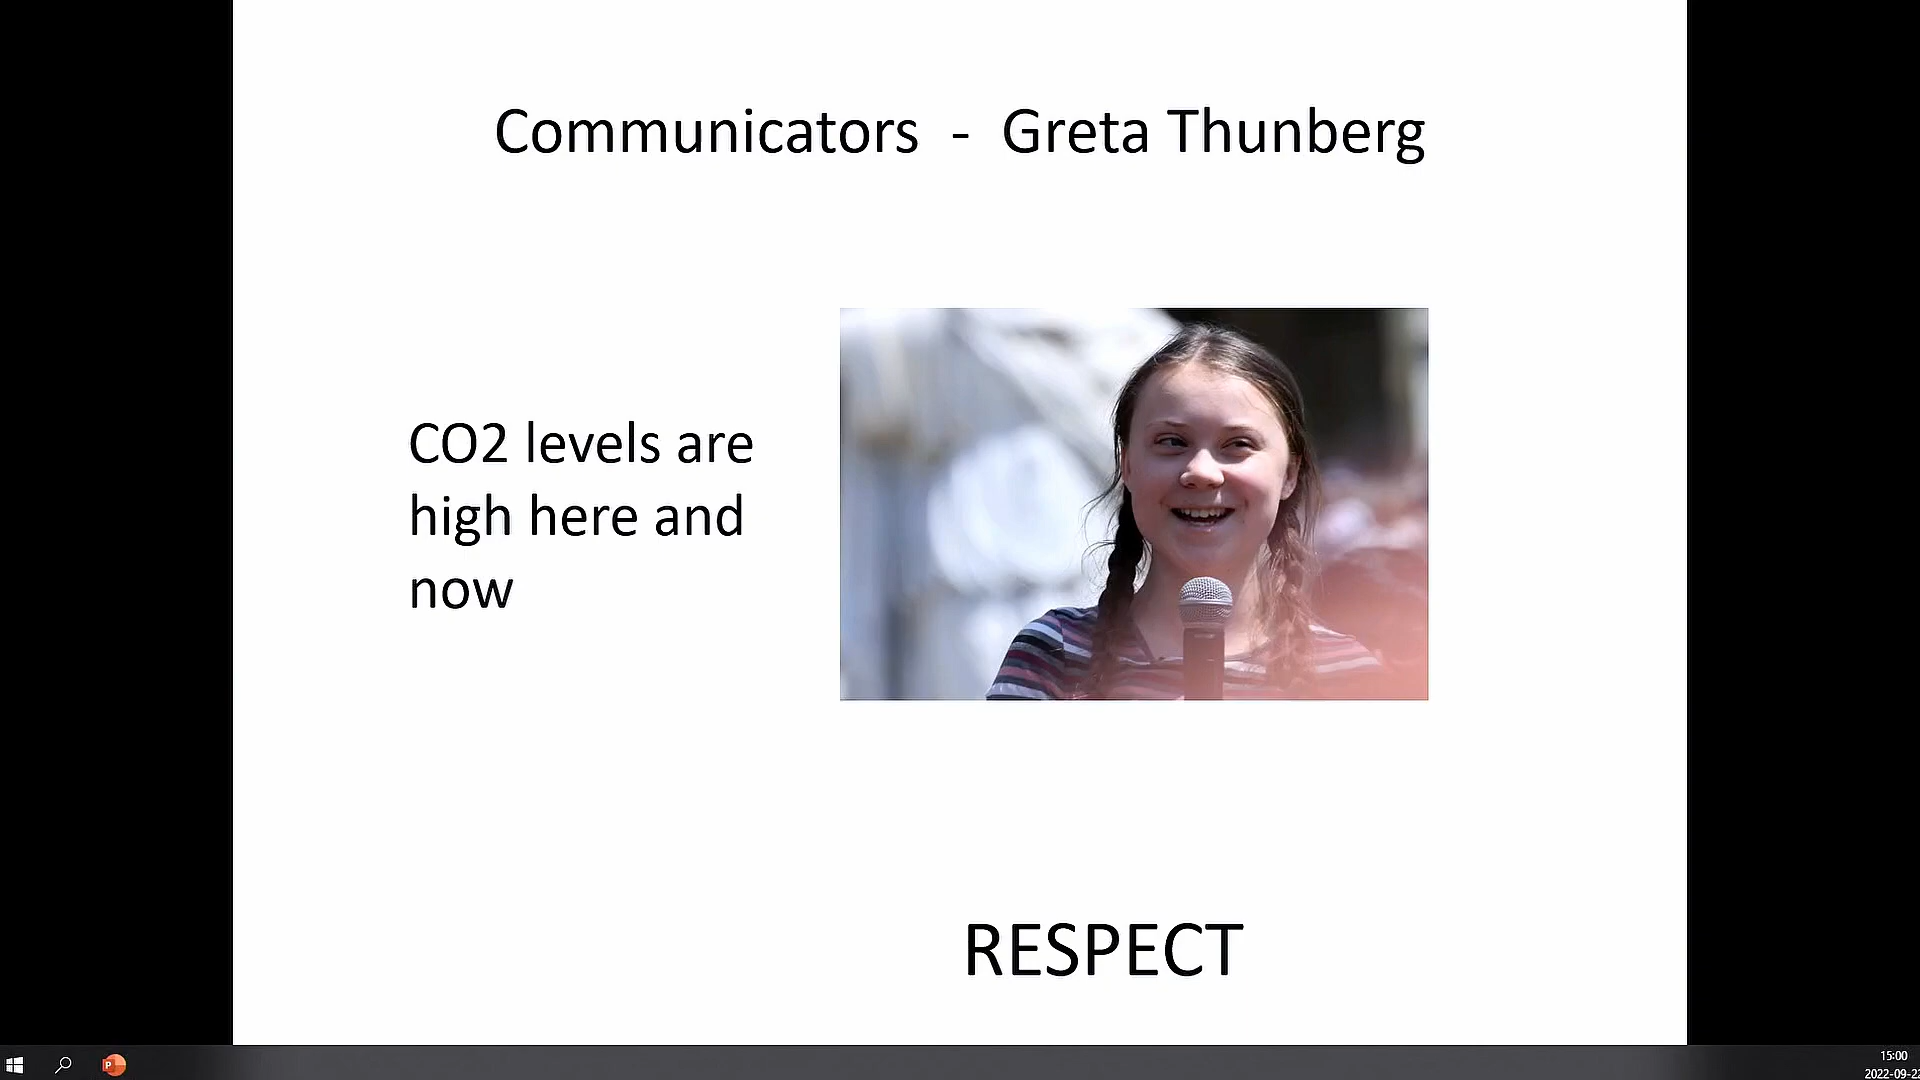 Communicators - Greta Thunberg
CO2 levels are
high here and
now
RESPECT
P
15:00